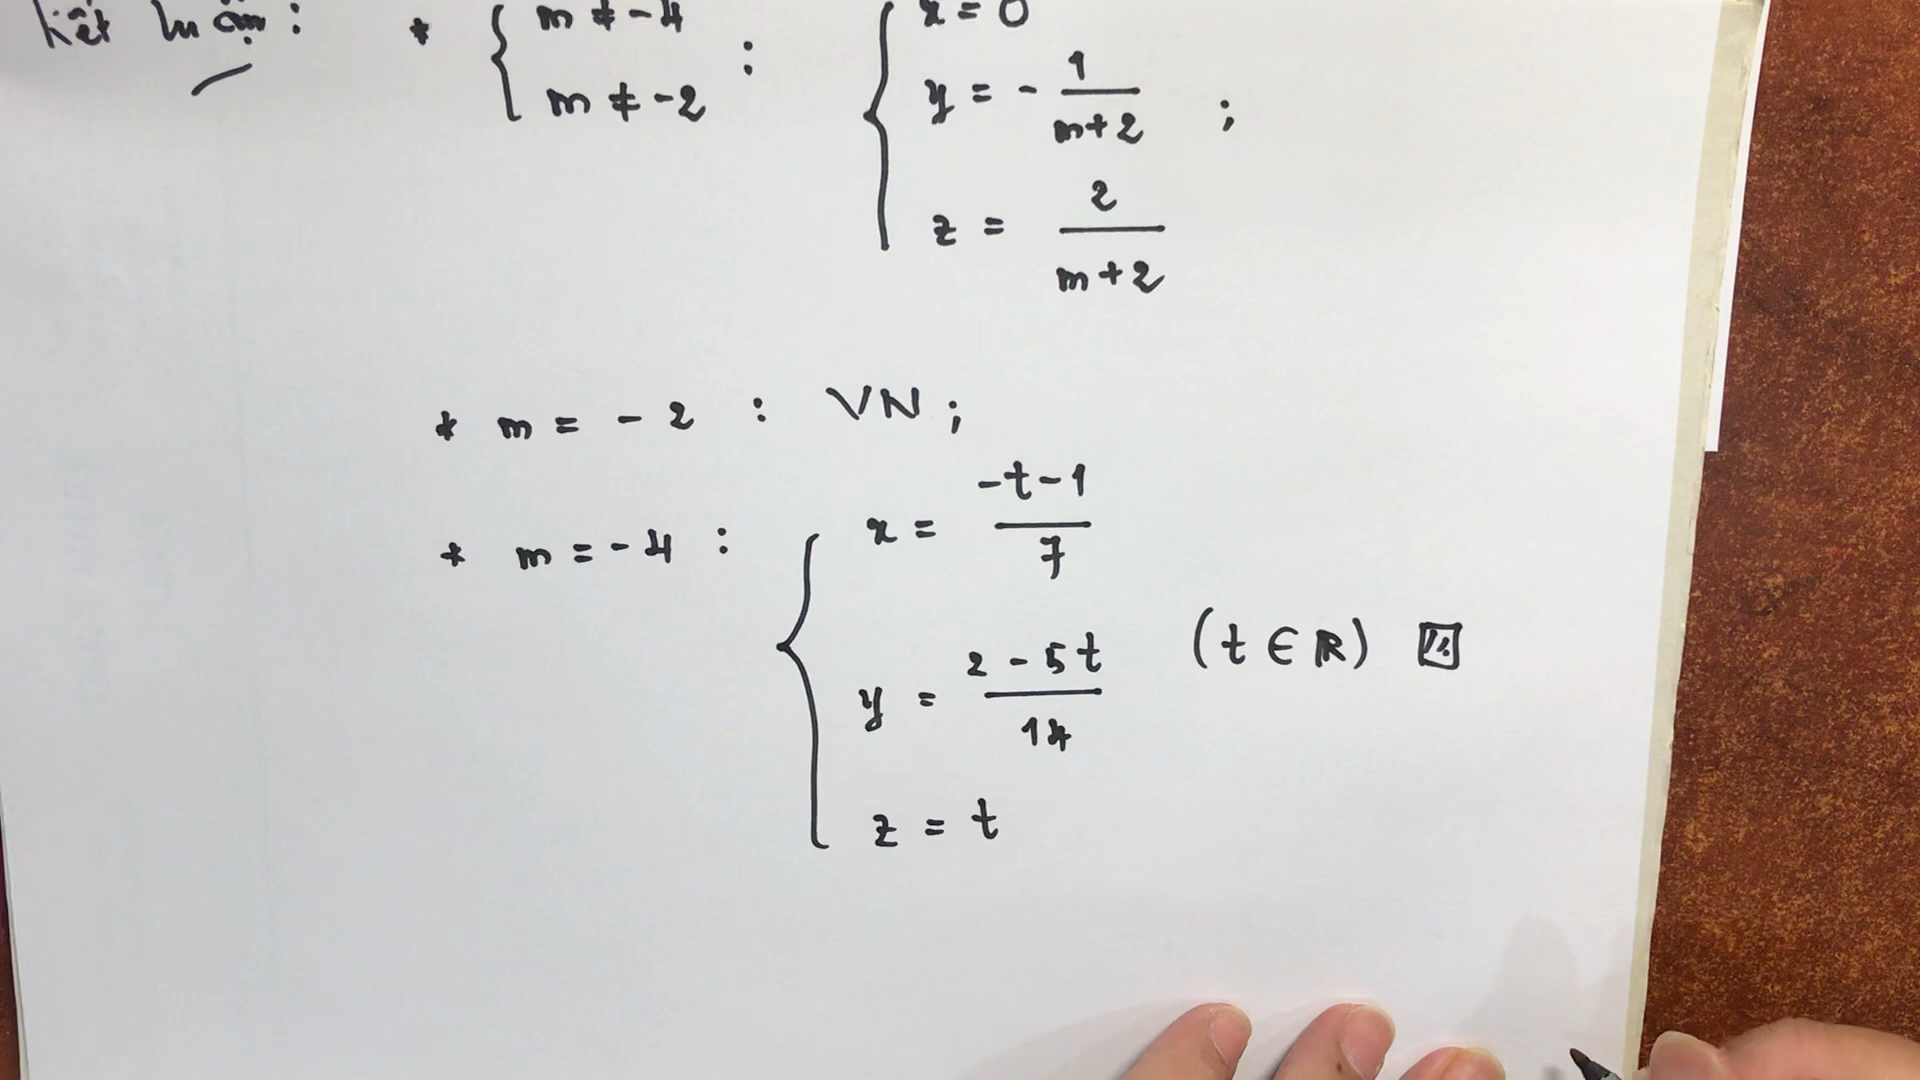 Kết luận : * { m ≠ -4
m ≠ -2 : { x = 0
y = - 1/(m+2) ;
z = 2/(m+2)
* m = -2 : VN ;
* m = -4 : { x = (-t-1)/7
y = (2-5t)/14 (t ∈ ℝ)
z = t